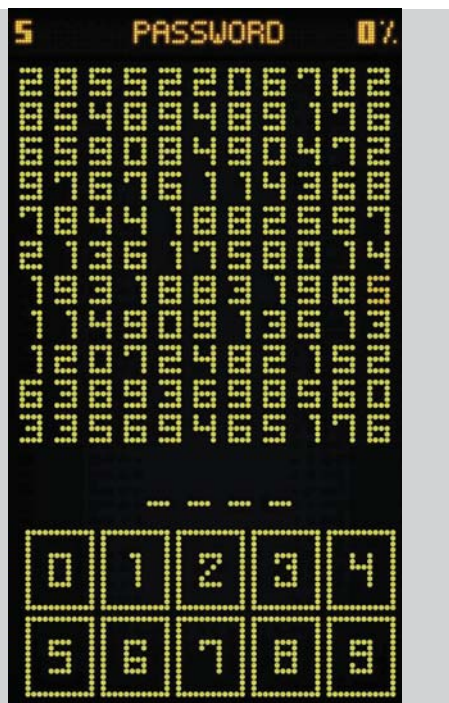 5 PASSWORD 0%
2 8 5 5 2 2 0 6 7 0 2
8 5 4 8 9 4 8 9 1 7 6
6 5 9 0 8 4 9 0 4 7 2
9 7 6 7 6 1 1 4 3 6 8
7 8 4 4 1 8 8 2 5 5 7
2 1 3 6 1 7 5 8 0 1 4
1 9 3 1 8 8 3 1 9 8 5
1 1 4 9 0 9 1 3 5 1 3
1 2 0 7 2 4 8 2 1 5 2
6 3 8 9 3 6 9 8 5 6 0
3 3 5 6 9 4 6 5 1 7 6
_ _ _ _
0 1 2 3 4
5 6 7 8 9